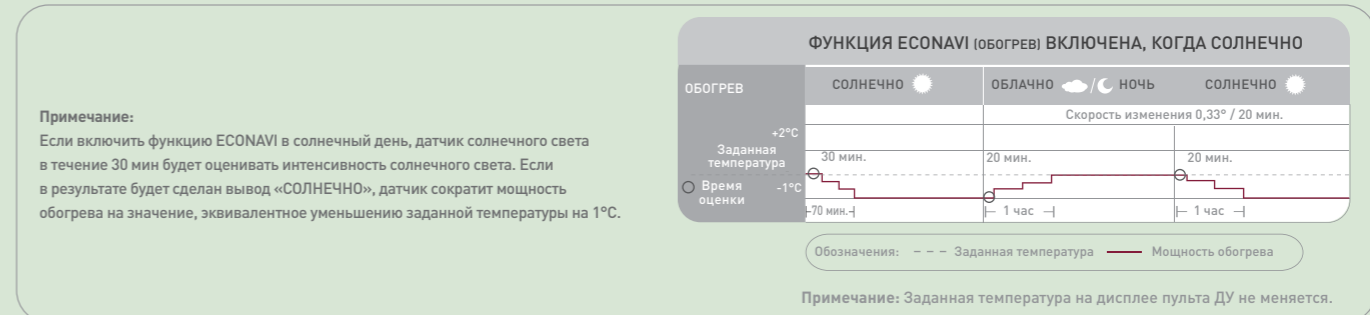 Примечание:
Если включить функцию ECONAVI в солнечный день, датчик солнечного света
в течение 30 мин будет оценивать интенсивность солнечного света. Если
в результате будет сделан вывод «СОЛНЕЧНО», датчик сократит мощность
обогрева на значение, эквивалентное уменьшению заданной температуры на 1°C.
ФУНКЦИЯ ECONAVI (ОБОГРЕВ) ВКЛЮЧЕНА, КОГДА СОЛНЕЧНО
ОБОГРЕВ
СОЛНЕЧНО
ОБЛАЧНО / НОЧЬ
СОЛНЕЧНО
Скорость изменения 0,33° / 20 мин.
+2°C
Заданная
температура
30 мин.
20 мин.
20 мин.
Время
оценки
-1°C
70 мин.
1 час
1 час
Обозначения: --- Заданная температура — Мощность обогрева
Примечание: Заданная температура на дисплее пульта ДУ не меняется.